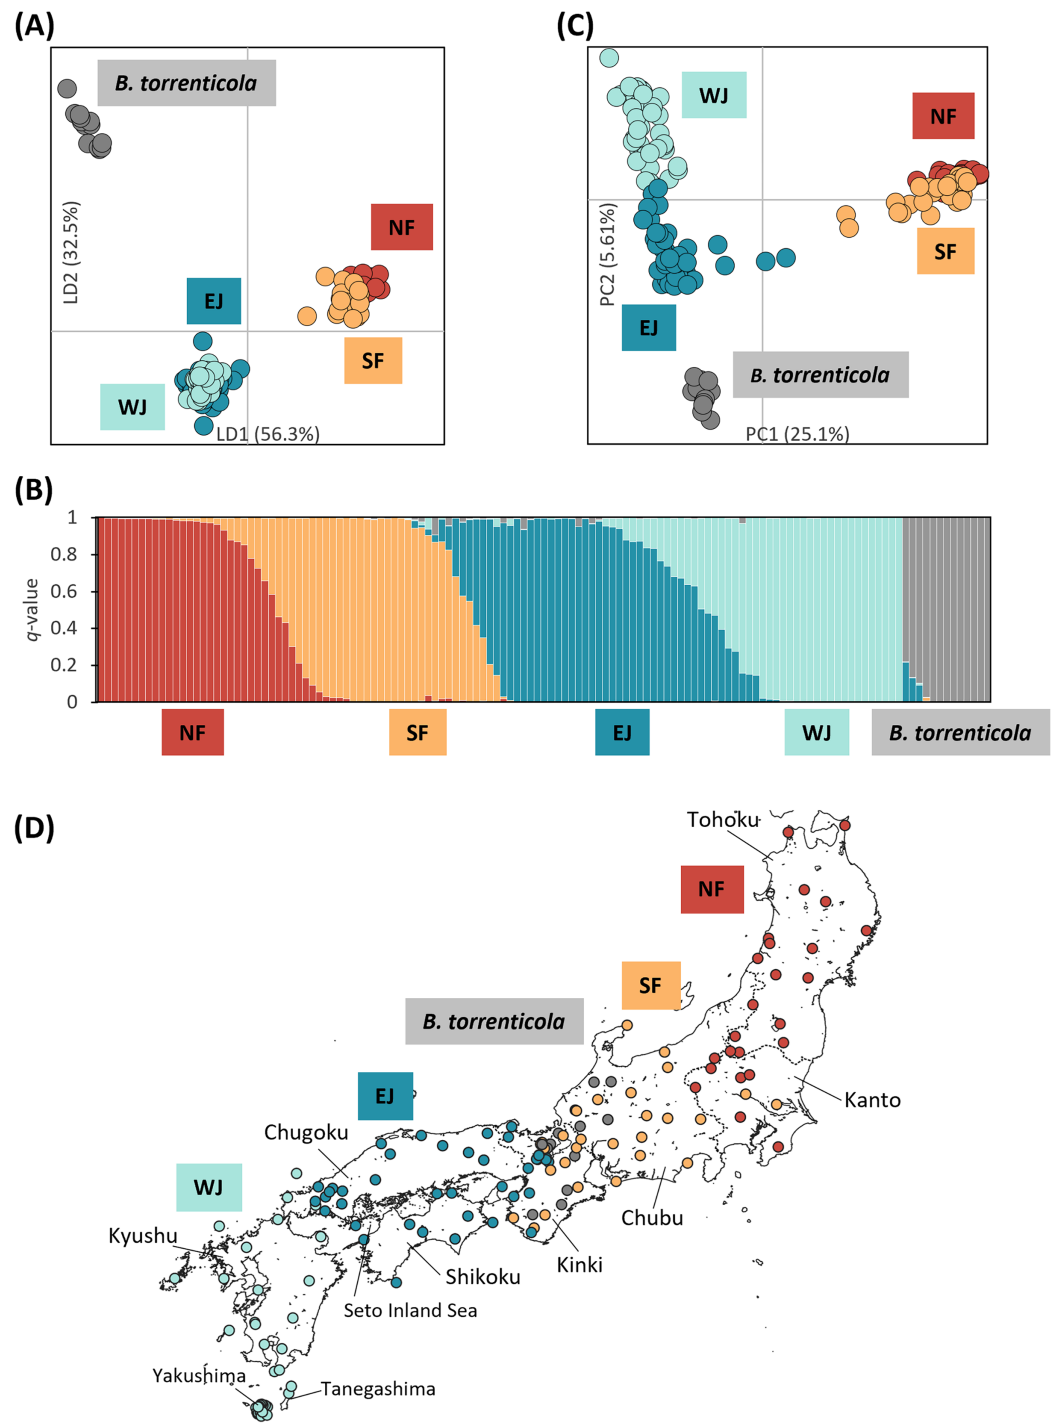 (A)
B. torrenticola
NF
EJ
SF
WJ
LD2 (32.5%)
LD1 (56.3%)
(C)
WJ
NF
SF
EJ
B. torrenticola
PC2 (5.61%)
PC1 (25.1%)
(B)
q-value
1
0.8
0.6
0.4
0.2
0
NF
SF
EJ
WJ
B. torrenticola
(D)
Tohoku
NF
SF
B. torrenticola
EJ
Kanto
Chugoku
WJ
Chubu
Kyushu
Kinki
Shikoku
Seto Inland Sea
Yakushima
Tanegashima